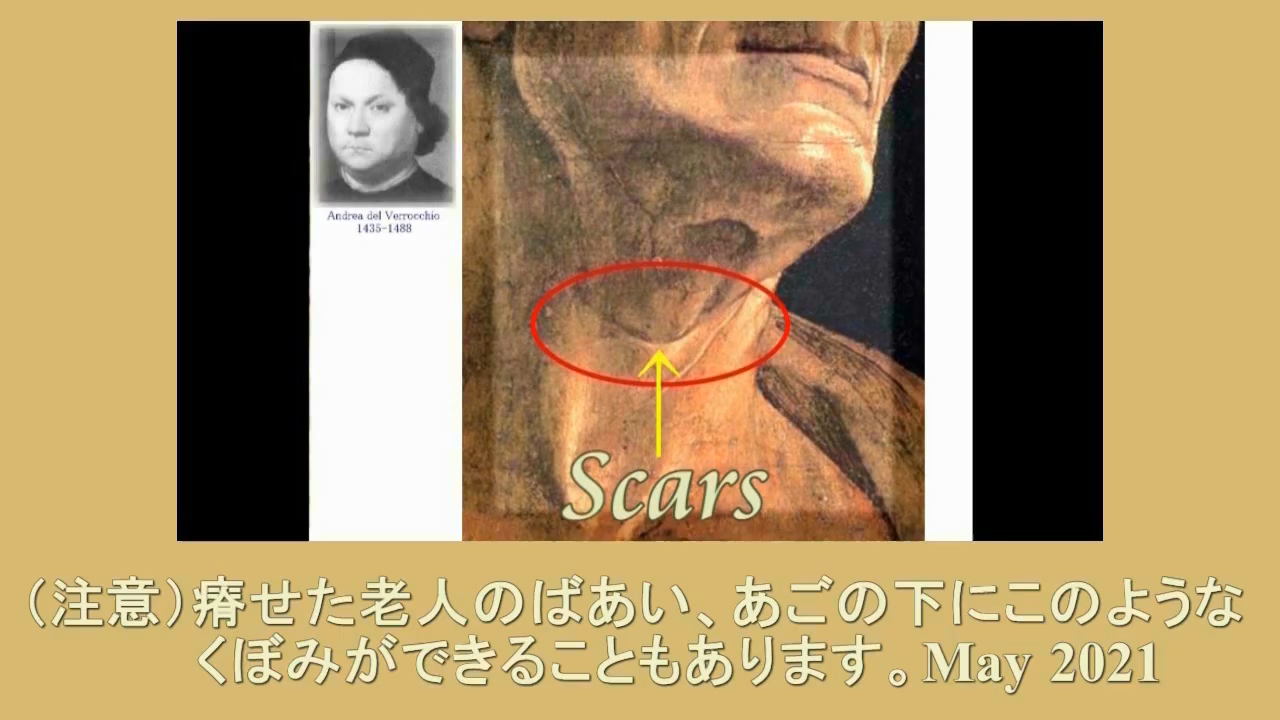 Andrea del Verrocchio
1435-1488
Scars
（注意）瘠せた老人のばあい、あごの下にこのような
くぼみができることもあります。May 2021